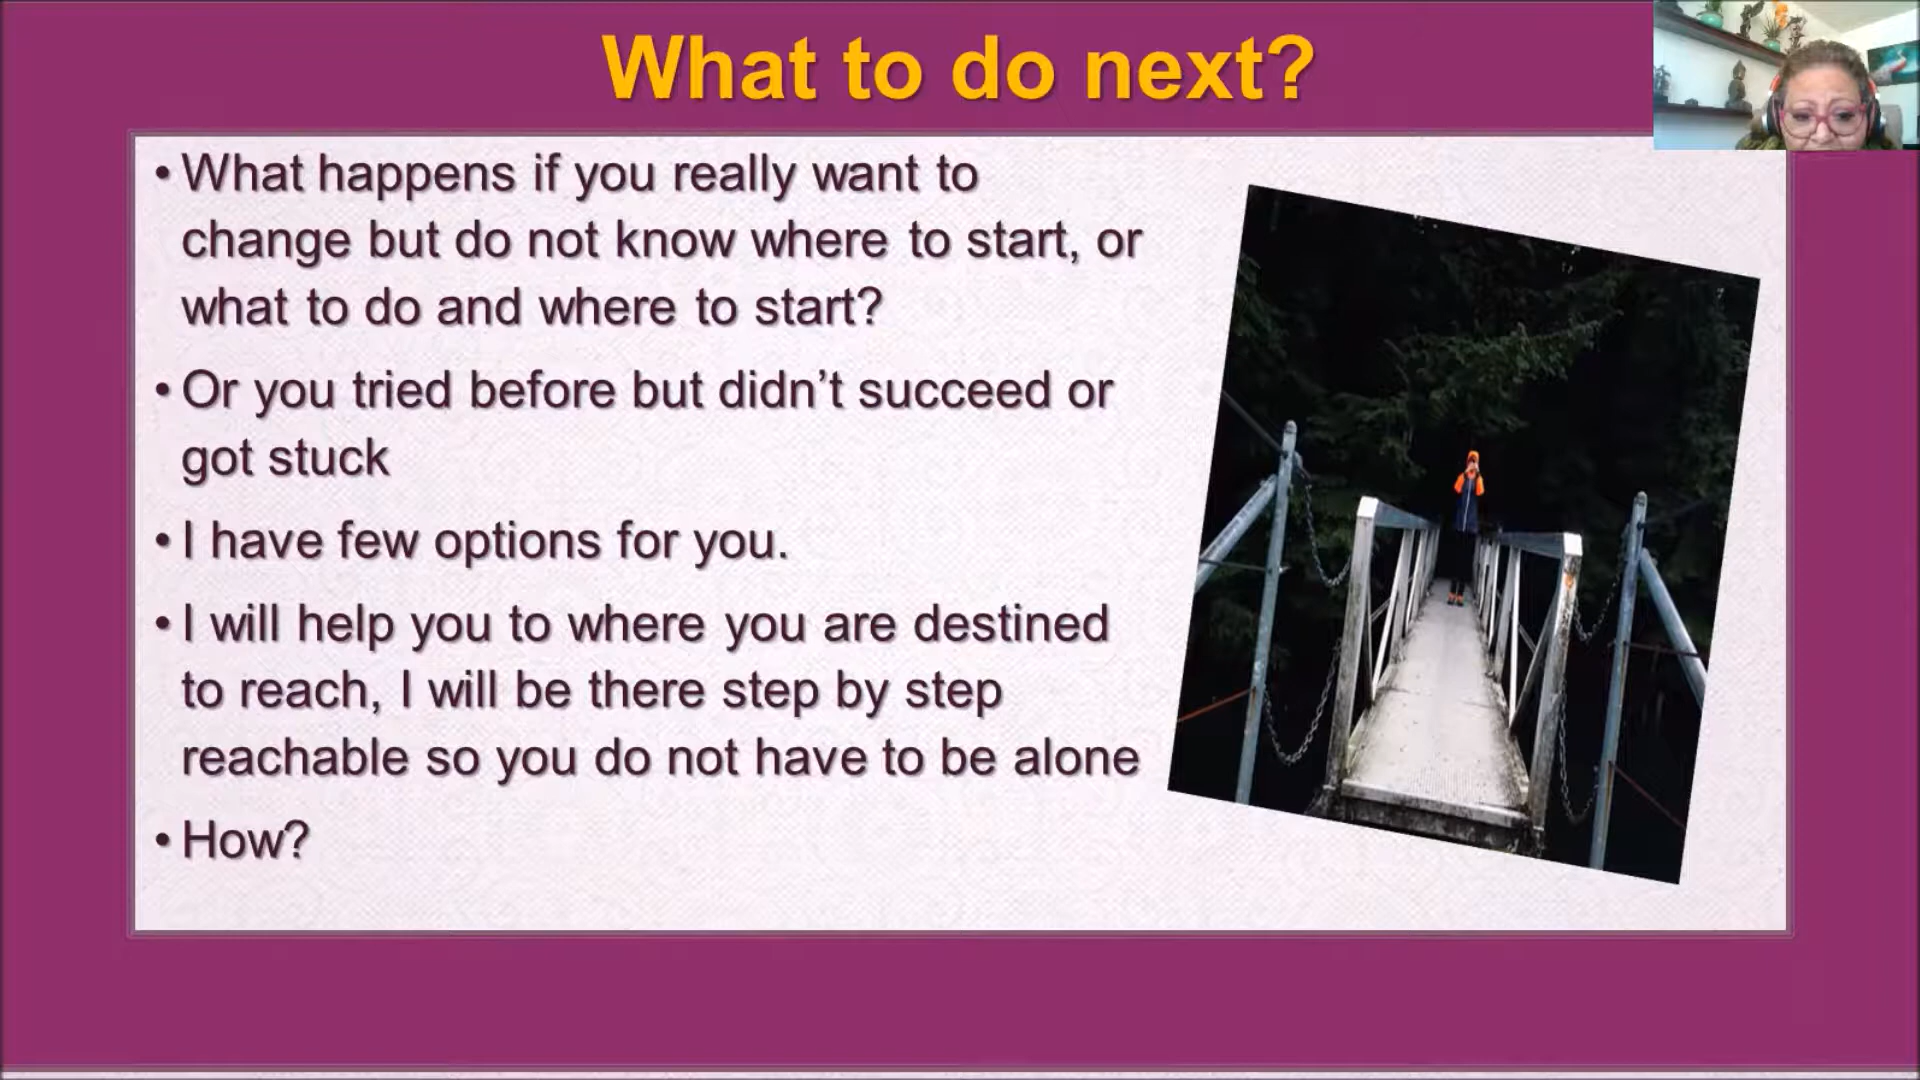 What to do next?
• What happens if you really want to
change but do not know where to start, or
what to do and where to start?
• Or you tried before but didn’t succeed or
got stuck
• I have few options for you.
• I will help you to where you are destined
to reach, I will be there step by step
reachable so you do not have to be alone
• How?